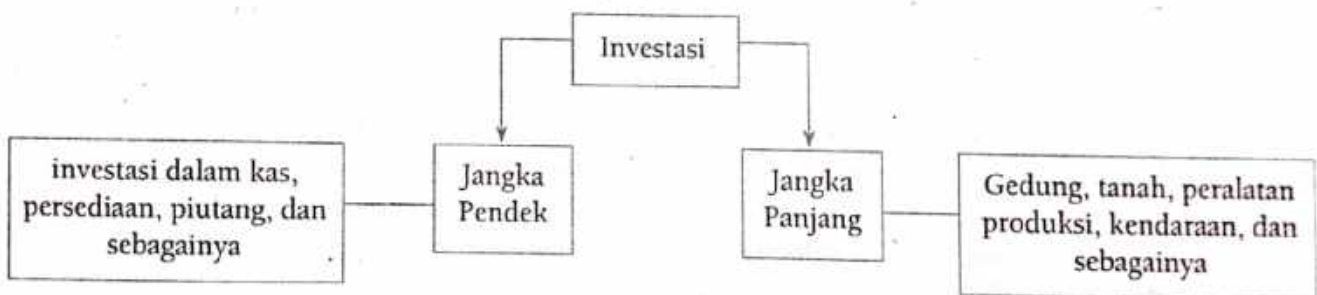 Investasi
investasi dalam kas,
persediaan, piutang, dan
sebagainya
Jangka
Pendek
Jangka
Panjang
Gedung, tanah, peralatan
produksi, kendaraan, dan
sebagainya